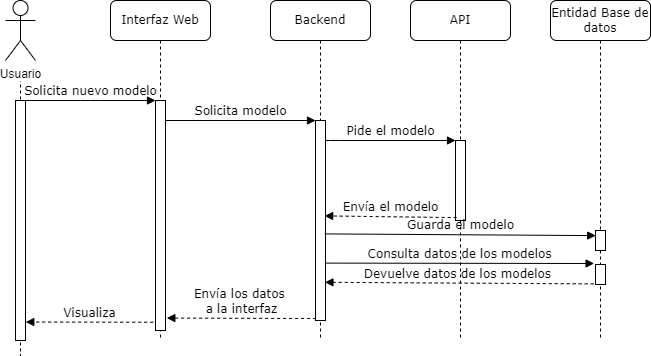 Interfaz Web
Backend
API
Entidad Base de
datos
Usuario
Solicita nuevo modelo
Solicita modelo
Pide el modelo
Envía el modelo
Guarda el modelo
Consulta datos de los modelos
Devuelve datos de los modelos
Envía los datos
a la interfaz
Visualiza